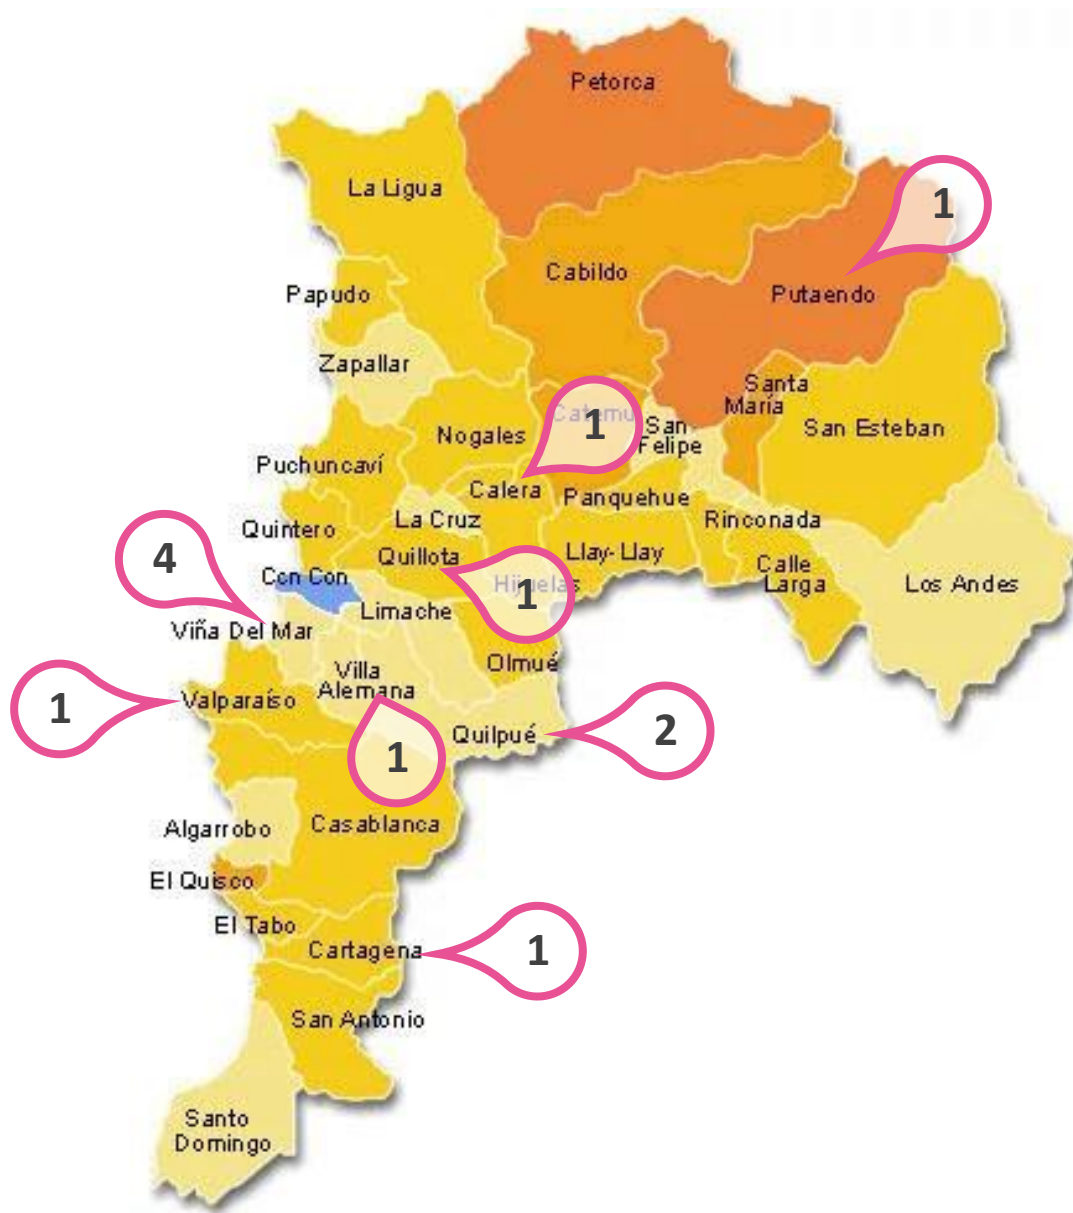 Petorca
La Ligua
1
Cabildo
Putaendo
Papudo
Zapallar
Santa
María
Catemu
1
San
Felipe
San Esteban
Nogales
Puchuncaví
Calera
Panquehue
La Cruz
Rinconada
Quintero
Quillota
Llay-Llay
4
Calle
Larga
Ccn Con
Hijuelas
1
Los Andes
Limache
Viña Del Mar
Olmué
Villa
Alemana
Valparaíso
1
Quilpué
2
1
Casablanca
Algarrobo
El Quisco
El Tabo
Cartagena
1
San Antonio
Santo
Domingo